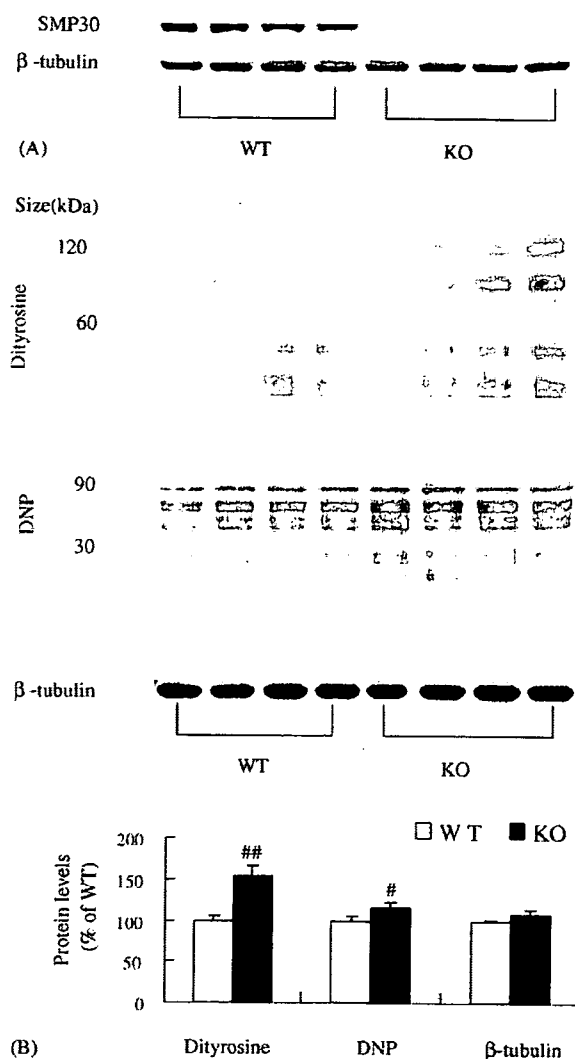 SMP30
β -tubulin
(A) WT KO
Size(kDa)
120
60
Dityrosine
90
30
DNP
β -tubulin
WT KO
W T KO
200
150
100
50
0
Protein levels
(% of WT)
## #
(B) Dityrosine DNP β-tubulin